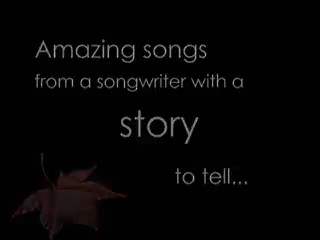 Amazing songs
from a songwriter with a
story
to tell...